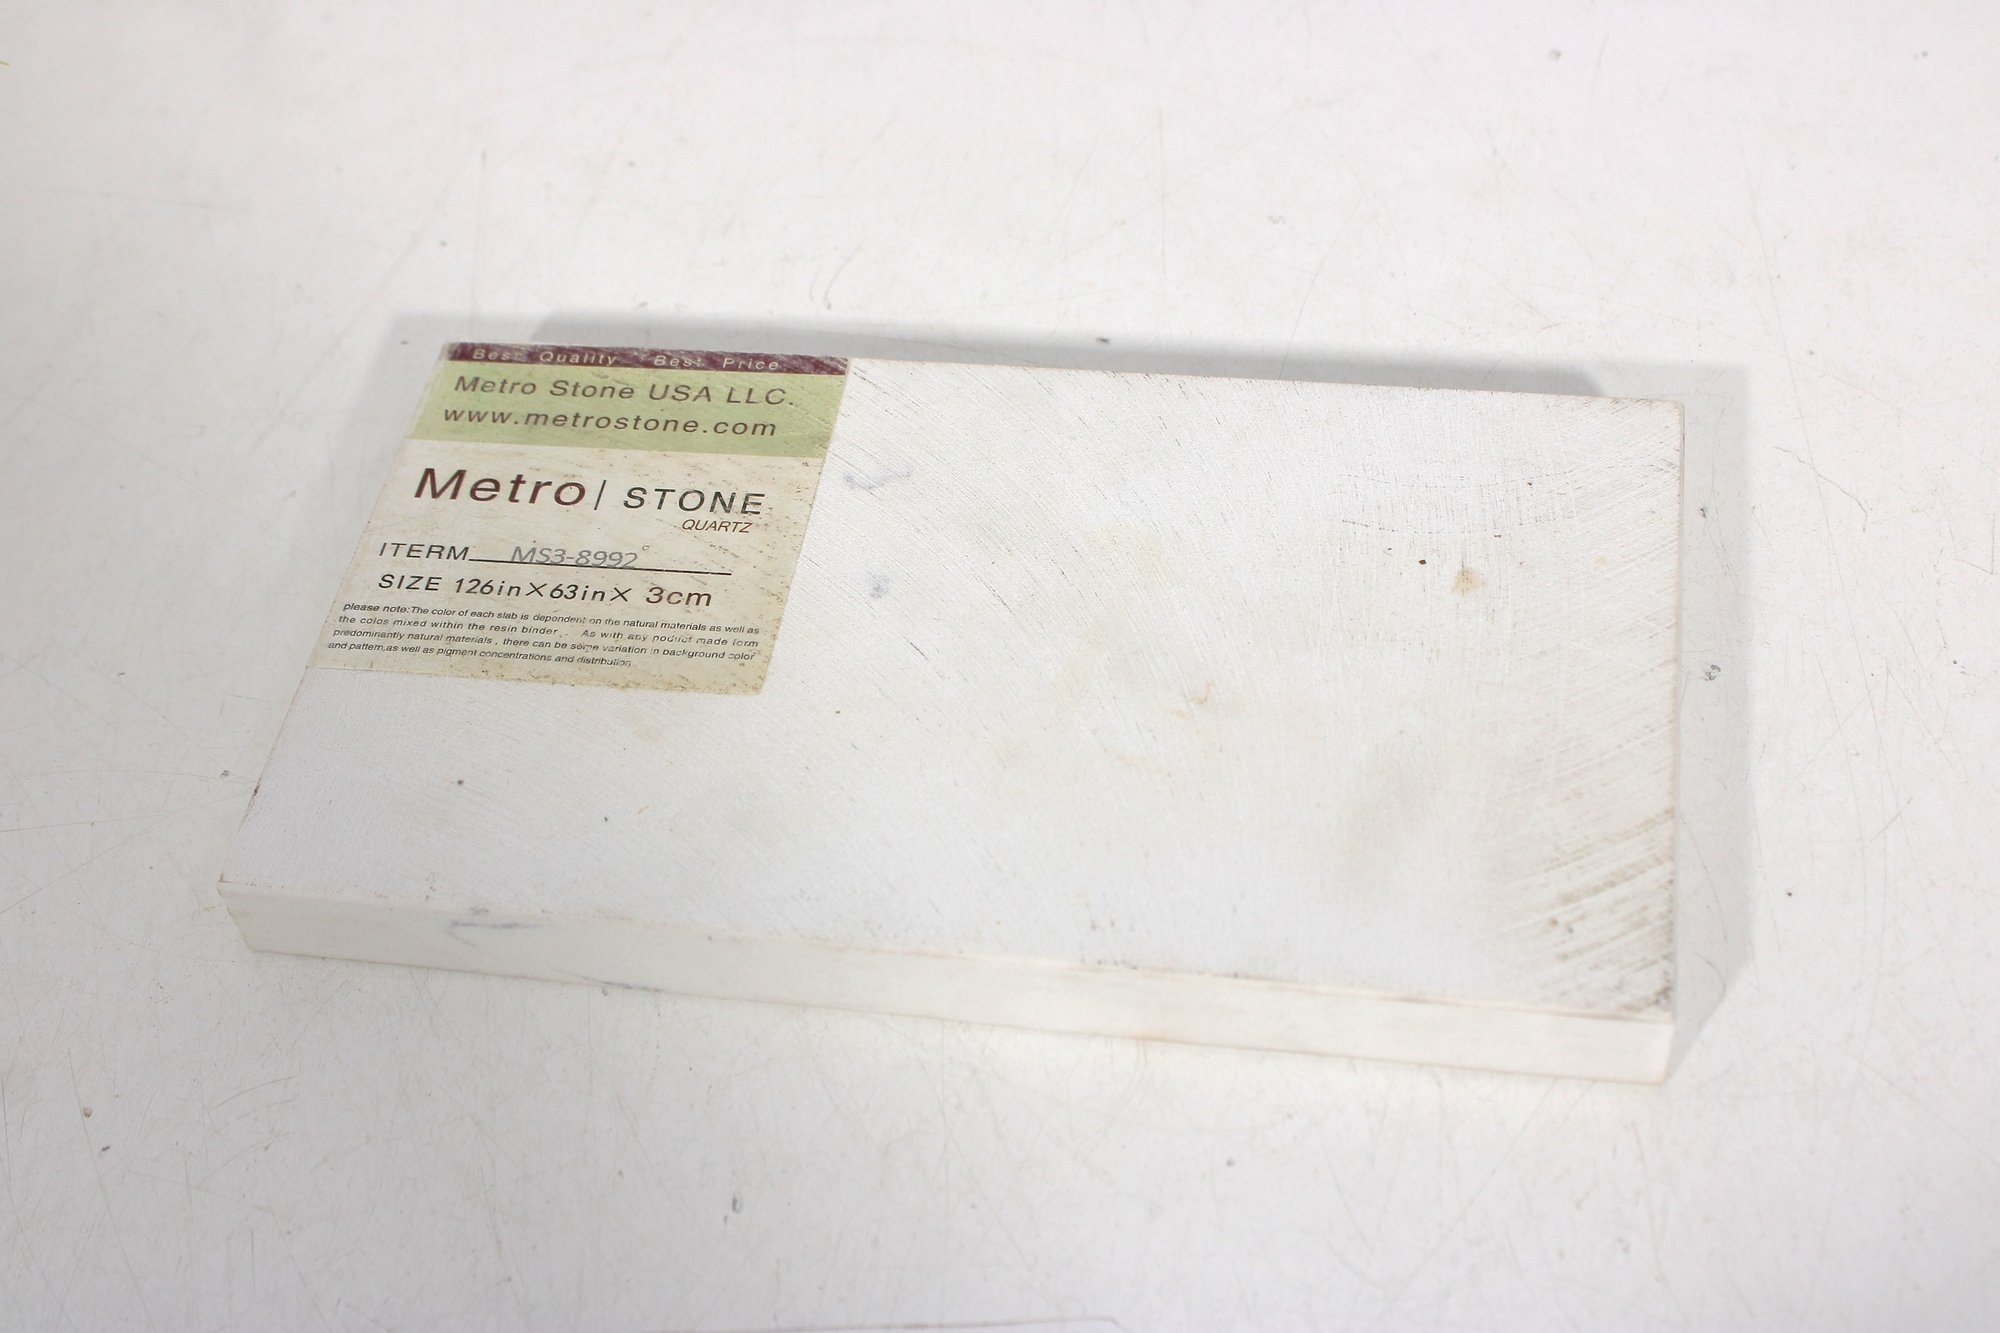 Best Quality Best Price
Metro Stone USA LLC.
www.metrostone.com
Metro| STONE
QUARTZ
ITERM MS3-8992
SIZE 126in×63in× 3cm
please note:The color of each slab is dependent on the natural materials as well as
the colos mixed within the resin binder . As with any poduct made form
predominantly natural materials , there can be some variation in background color
and pattern,as well as pigment concentrations and distribution